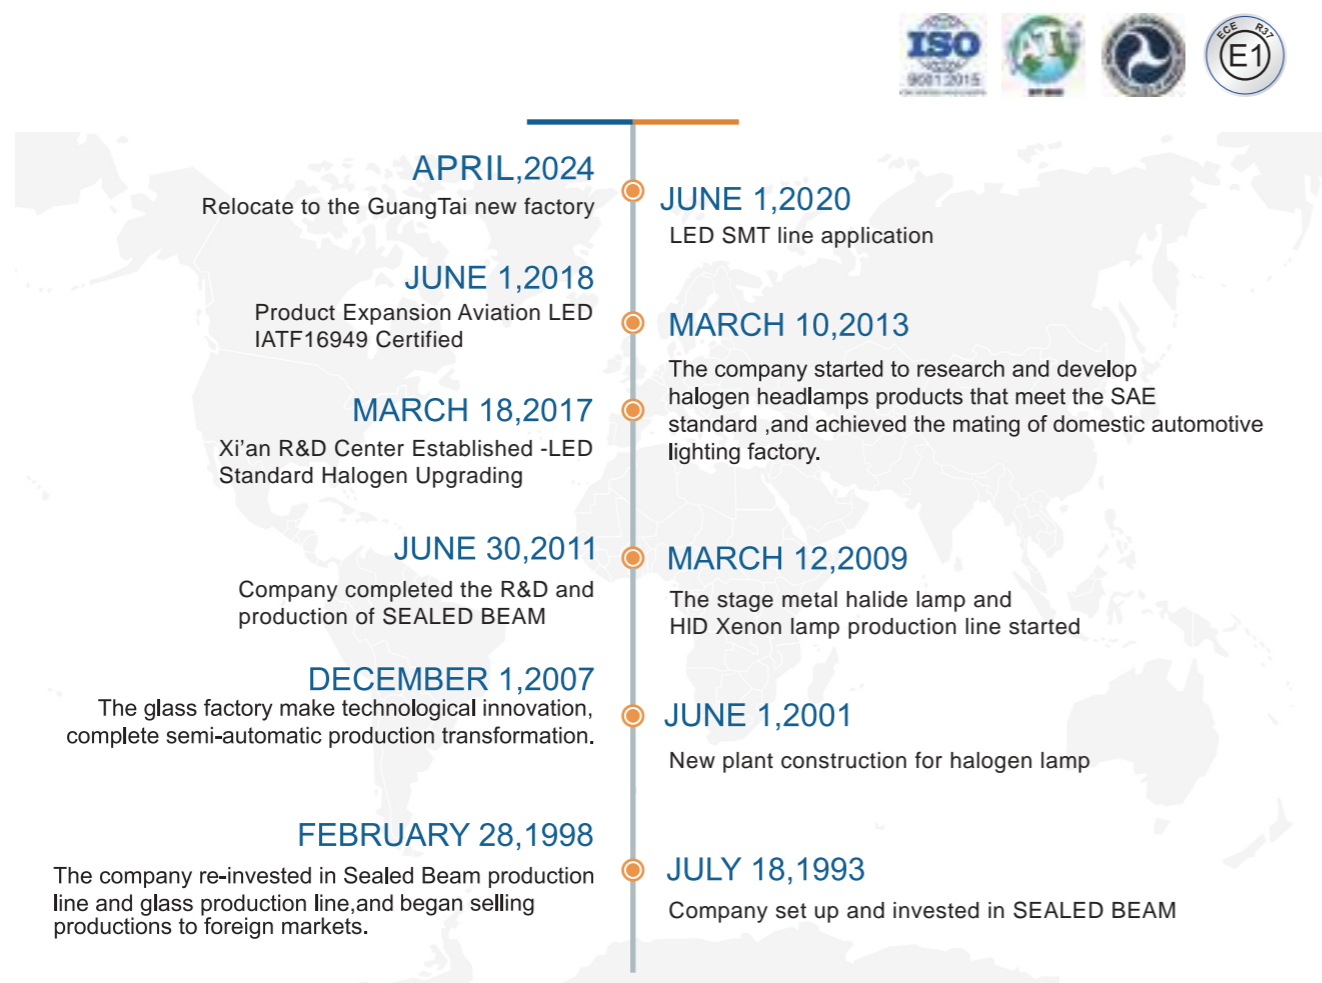 ISO
9001:2015
ECE R37
E1
APRIL,2024
Relocate to the GuangTai new factory
JUNE 1,2020
LED SMT line application
JUNE 1,2018
Product Expansion Aviation LED
IATF16949 Certified
MARCH 10,2013
The company started to research and develop
halogen headlamps products that meet the SAE
standard ,and achieved the mating of domestic automotive
lighting factory.
MARCH 18,2017
Xi’an R&D Center Established -LED
Standard Halogen Upgrading
JUNE 30,2011
Company completed the R&D and
production of SEALED BEAM
MARCH 12,2009
The stage metal halide lamp and
HID Xenon lamp production line started
DECEMBER 1,2007
The glass factory make technological innovation,
complete semi-automatic production transformation.
JUNE 1,2001
New plant construction for halogen lamp
FEBRUARY 28,1998
The company re-invested in Sealed Beam production
line and glass production line,and began selling
productions to foreign markets.
JULY 18,1993
Company set up and invested in SEALED BEAM